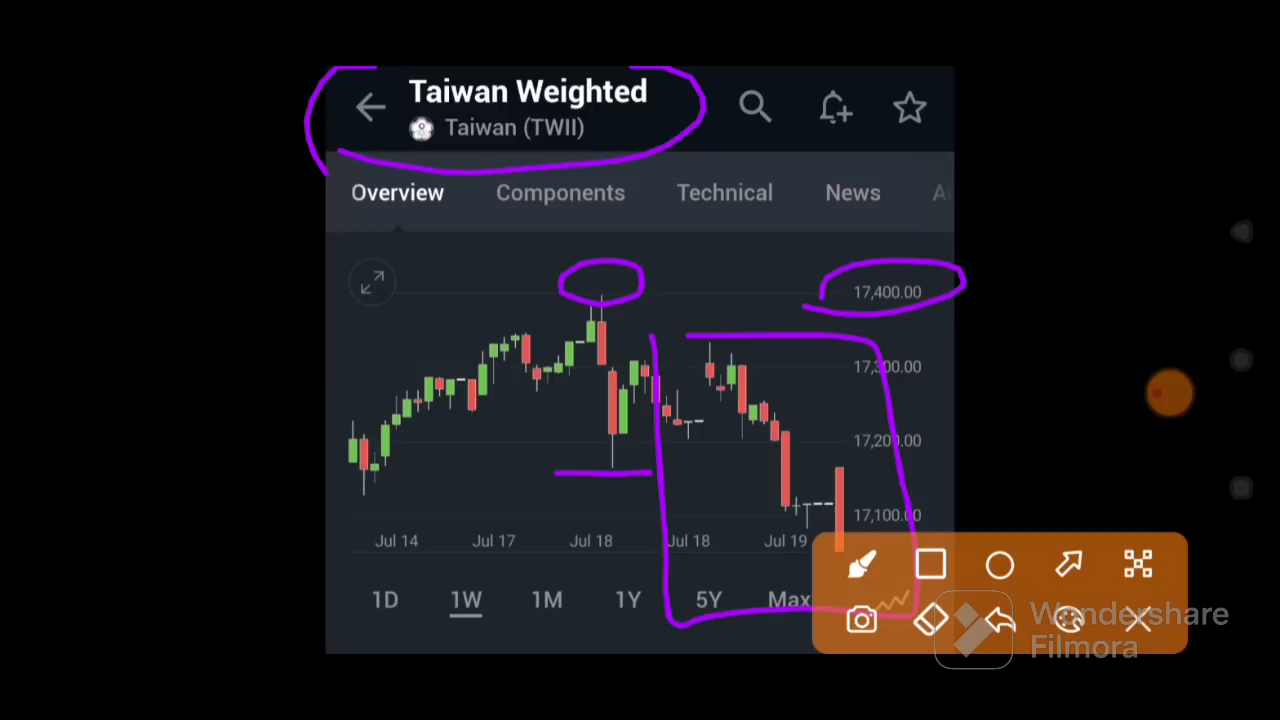 Taiwan Weighted
Taiwan (TWII)
Overview Components Technical News
17,400.00
17,300.00
17,200.00
17,100.00
Jul 14 Jul 17 Jul 18 Jul 18 Jul 19
1D 1W 1M 1Y 5Y Max
Wondershare
Filmora